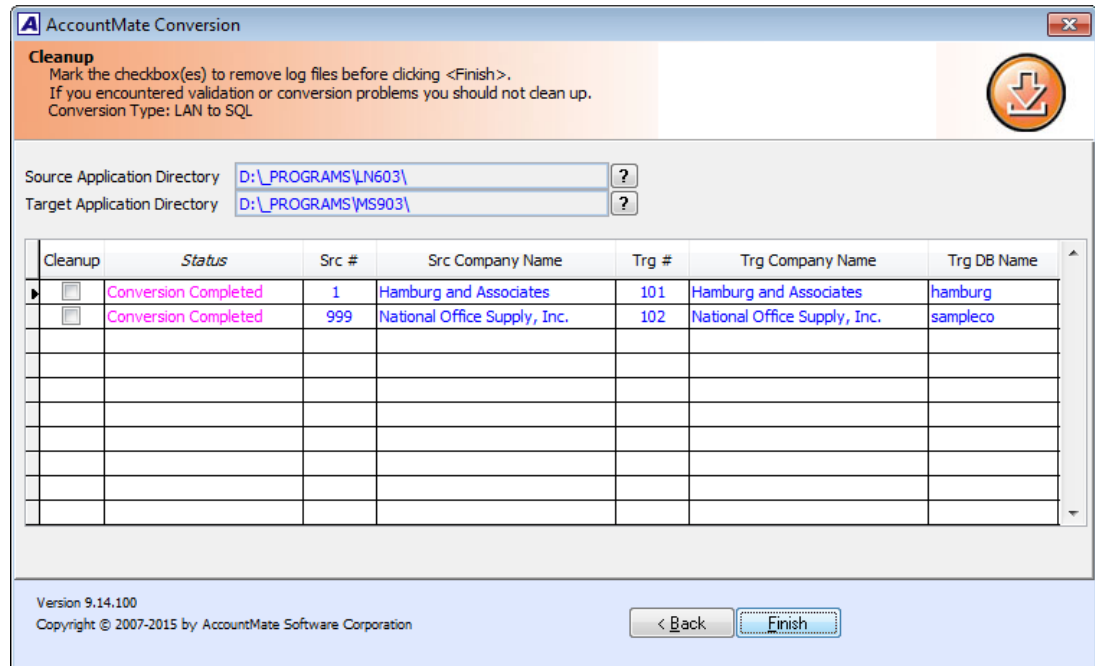 A AccountMate Conversion
Cleanup
Mark the checkbox(es) to remove log files before clicking <Finish>.
If you encountered validation or conversion problems you should not clean up.
Conversion Type: LAN to SQL
Source Application Directory D:\_PROGRAMS\LN603\ ?
Target Application Directory D:\_PROGRAMS\MS903\ ?
Cleanup Status Src # Src Company Name Trg # Trg Company Name Trg DB Name
Conversion Completed 1 Hamburg and Associates 101 Hamburg and Associates hamburg
Conversion Completed 999 National Office Supply, Inc. 102 National Office Supply, Inc. sampleco
Version 9.14.100
Copyright © 2007-2015 by AccountMate Software Corporation
< Back Finish